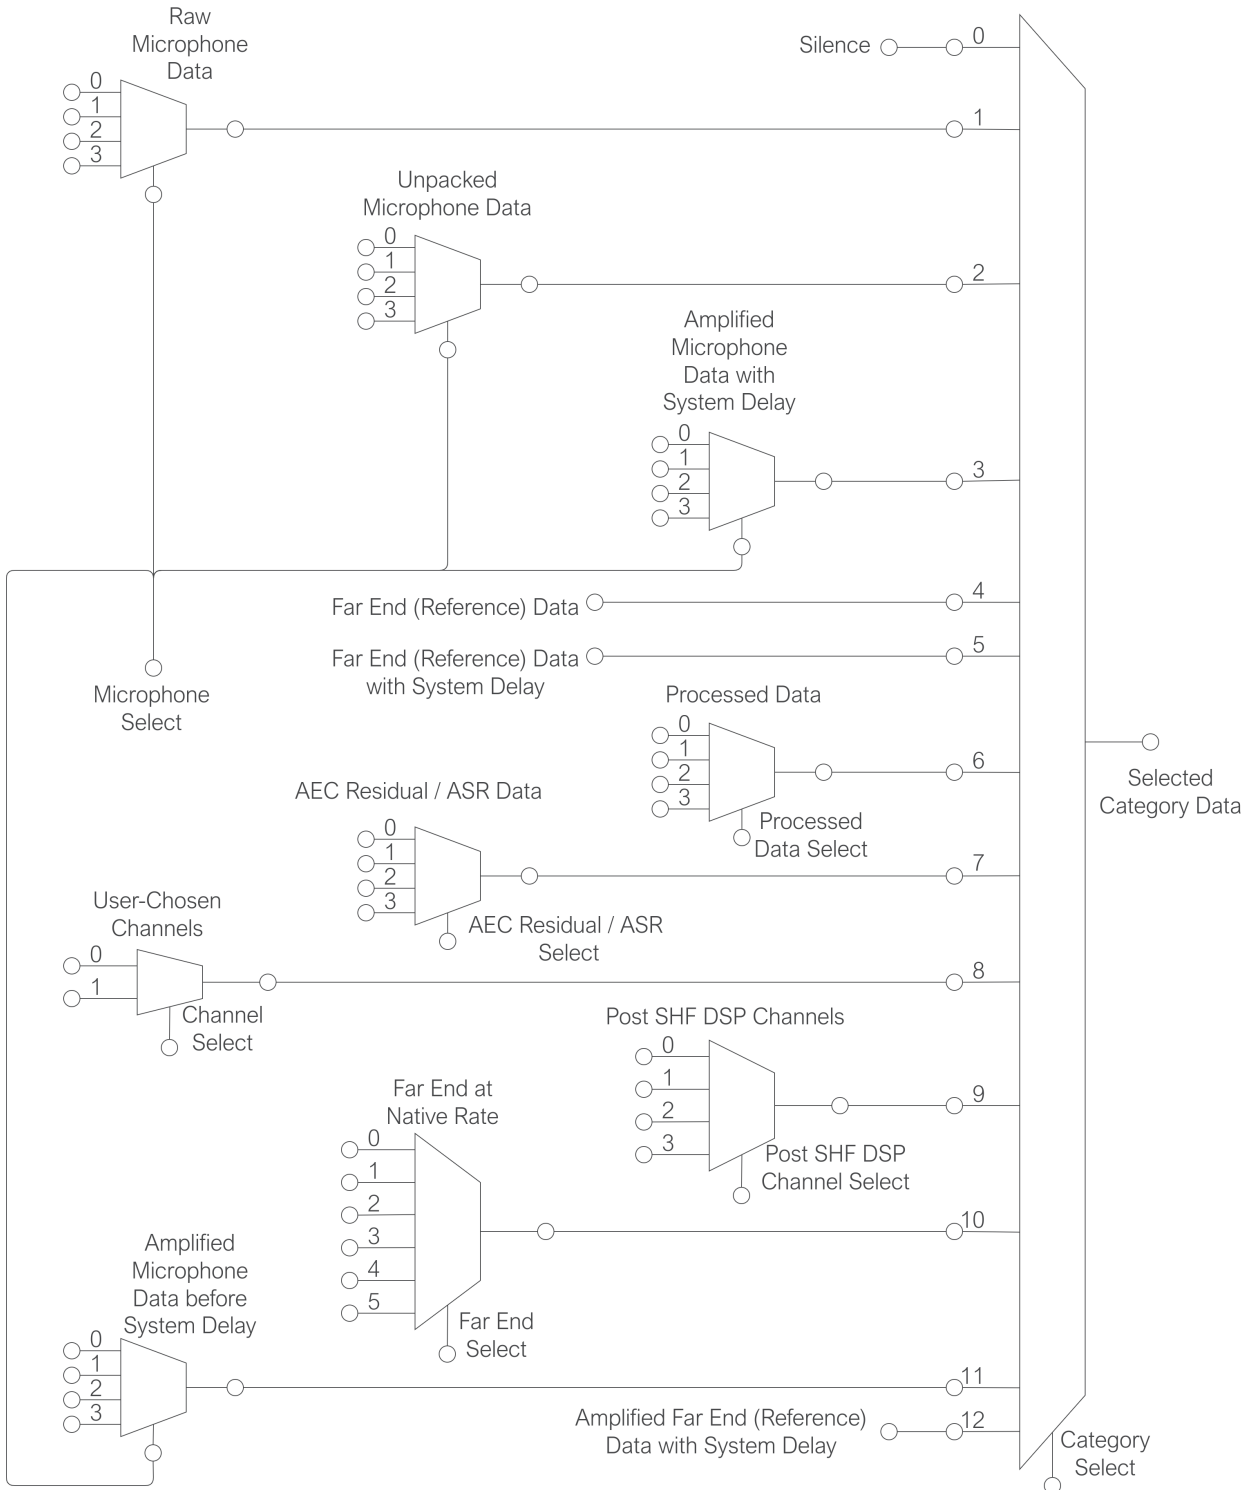 Raw
Microphone
Data
0
1
2
3
Silence
0
1
Unpacked
Microphone Data
0
1
2
3
2
Amplified
Microphone
Data with
System Delay
0
1
2
3
3
Far End (Reference) Data
4
Far End (Reference) Data
with System Delay
5
Microphone
Select
Processed Data
0
1
2
3
6
Processed
Data Select
Selected
Category Data
AEC Residual / ASR Data
0
1
2
3
7
AEC Residual / ASR
Select
User-Chosen
Channels
0
1
8
Channel
Select
Post SHF DSP Channels
0
1
2
3
9
Post SHF DSP
Channel Select
Far End at
Native Rate
0
1
2
3
4
5
10
Far End
Select
Amplified
Microphone
Data before
System Delay
0
1
2
3
11
Amplified Far End (Reference)
Data with System Delay
12
Category
Select